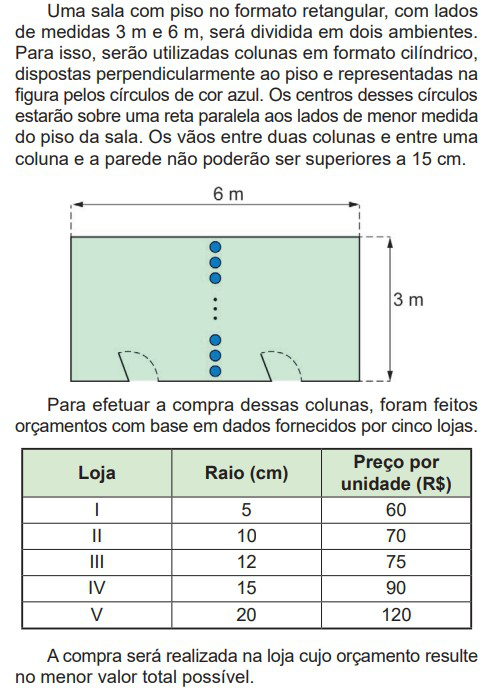 Uma sala com piso no formato retangular, com lados
de medidas 3 m e 6 m, será dividida em dois ambientes.
Para isso, serão utilizadas colunas em formato cilíndrico,
dispostas perpendicularmente ao piso e representadas na
figura pelos círculos de cor azul. Os centros desses círculos
estarão sobre uma reta paralela aos lados de menor medida
do piso da sala. Os vãos entre duas colunas e entre uma
coluna e a parede não poderão ser superiores a 15 cm.
6 m
3 m
Para efetuar a compra dessas colunas, foram feitos
orçamentos com base em dados fornecidos por cinco lojas.
Loja Raio (cm) Preço por unidade (R$)
I 5 60
II 10 70
III 12 75
IV 15 90
V 20 120
A compra será realizada na loja cujo orçamento resulte
no menor valor total possível.